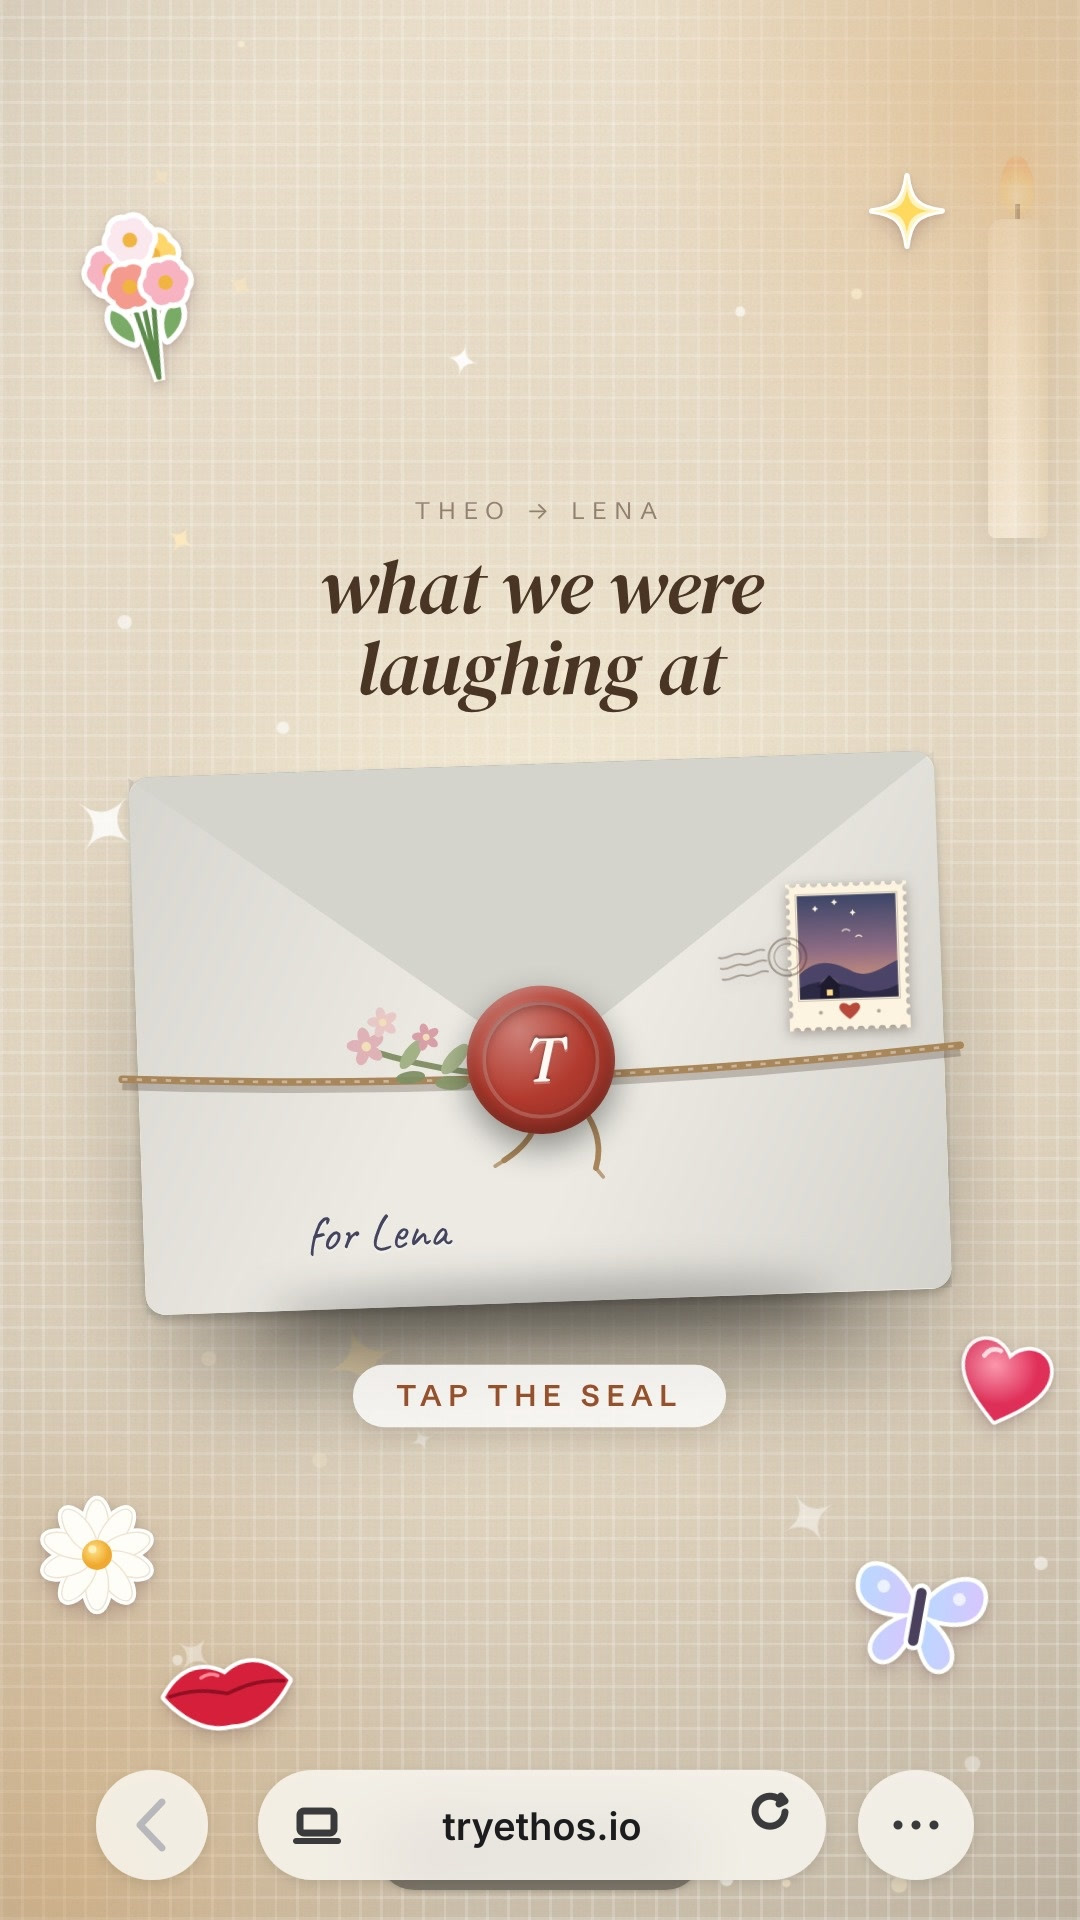 THEO → LENA
what we were
laughing at
T
for Lena
TAP THE SEAL
tryethos.io